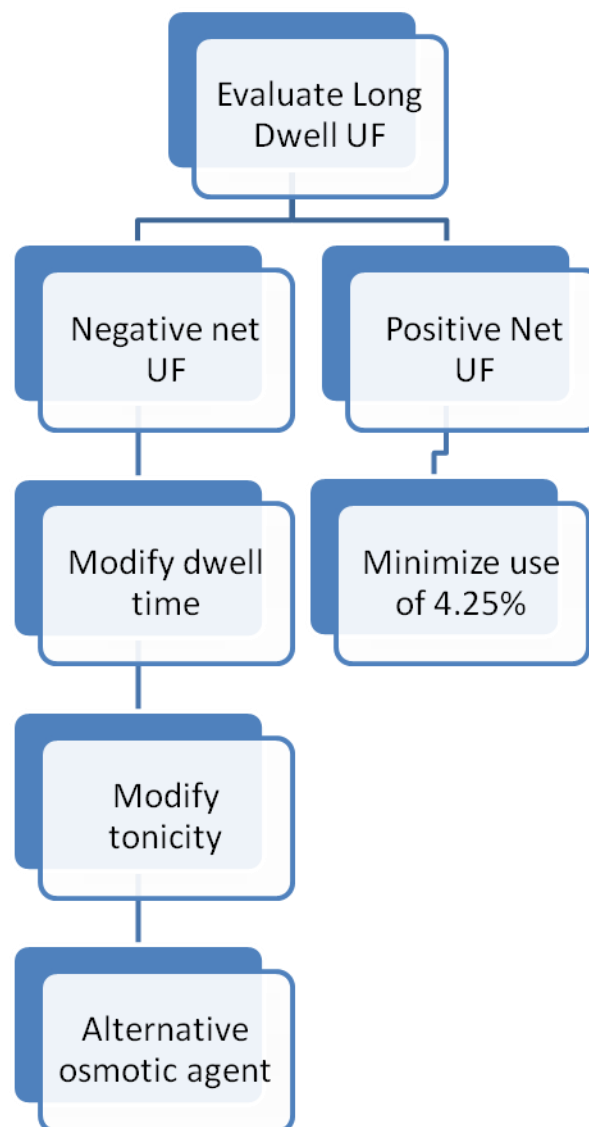 Evaluate Long
Dwell UF
Negative net
UF
Positive Net
UF
Modify dwell
time
Minimize use
of 4.25%
Modify
tonicity
Alternative
osmotic agent